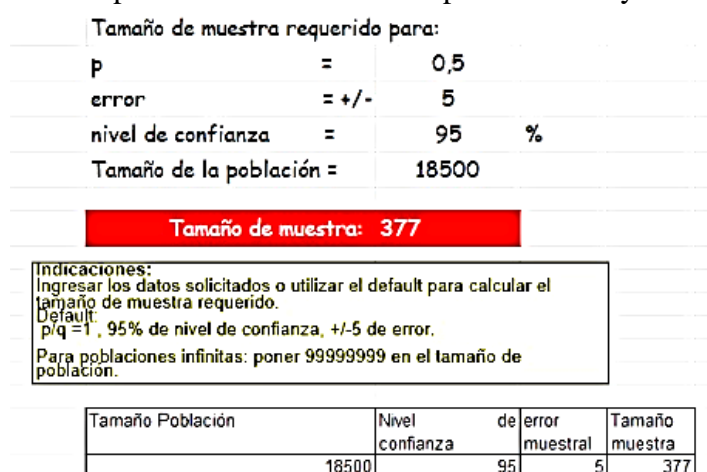 Tamaño de muestra requerido para:
p = 0,5
error = +/- 5
nivel de confianza = 95 %
Tamaño de la población = 18500
Tamaño de muestra: 377
Indicaciones:
Ingresar los datos solicitados o utilizar el default para calcular el
tamaño de muestra requerido.
Default:
p/q =1 , 95% de nivel de confianza, +/-5 de error.
Para poblaciones infinitas: poner 99999999 en el tamaño de
población.
Tamaño Población Nivel de error Tamaño
confianza muestral muestra
18500 95 5 377